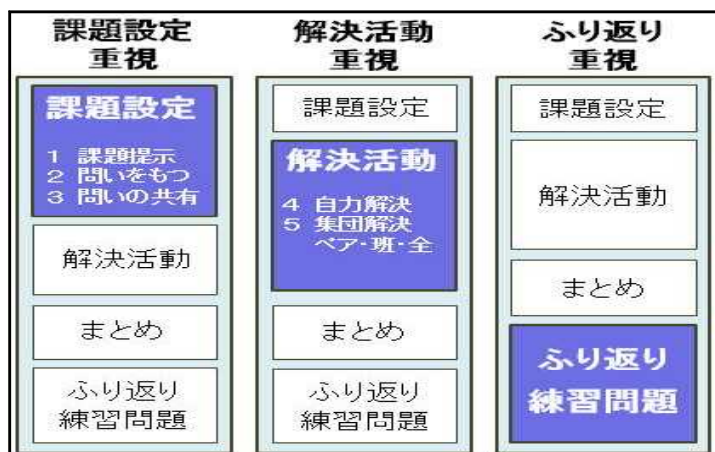 課題設定
重視
課題設定
1 課題提示
2 問いをもつ
3 問いの共有
解決活動
まとめ
ふり返り
練習問題
解決活動
重視
課題設定
解決活動
4 自力解決
5 集団解決
ペア・班・全
まとめ
ふり返り
練習問題
ふり返り
重視
課題設定
解決活動
まとめ
ふり返り
練習問題